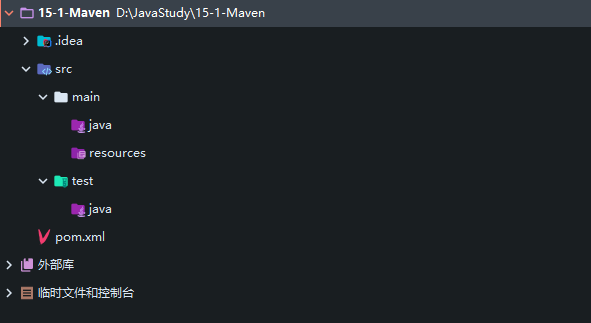 15-1-Maven D:\JavaStudy\15-1-Maven
.idea
src
main
java
resources
test
java
pom.xml
外部库
临时文件和控制台